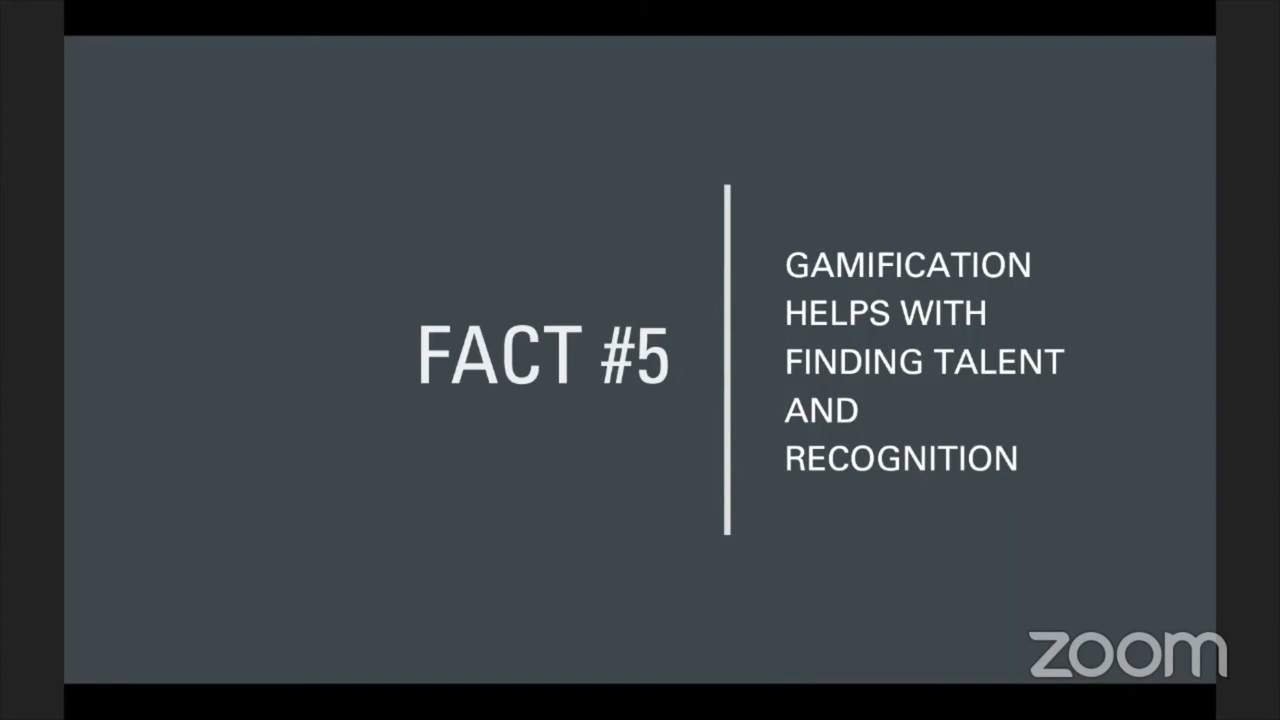 FACT #5
GAMIFICATION
HELPS WITH
FINDING TALENT
AND
RECOGNITION
zoom